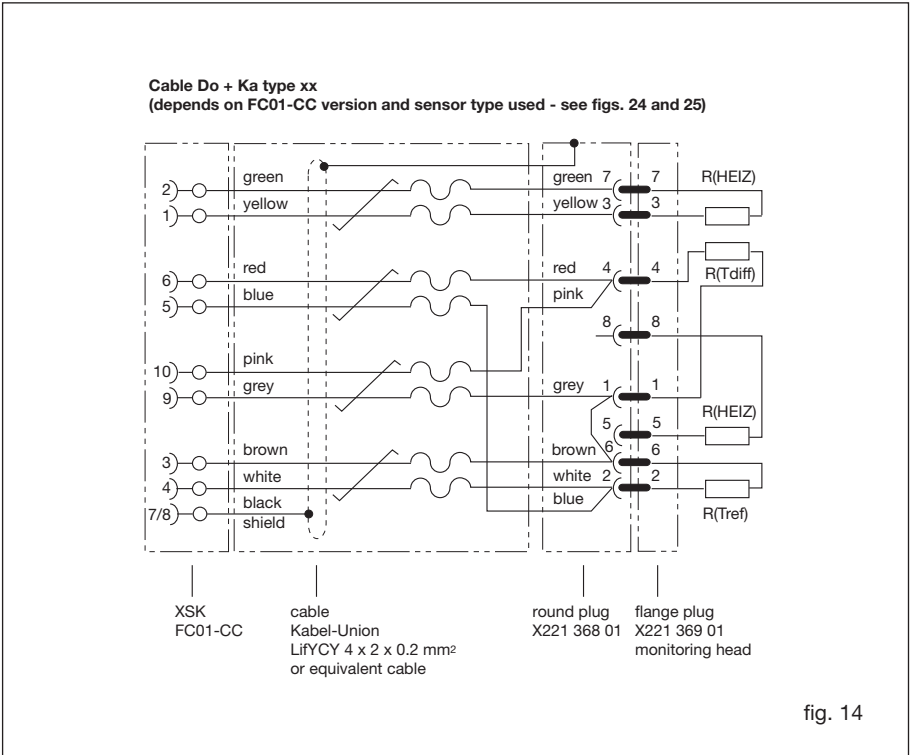 Cable Do + Ka type xx
(depends on FC01-CC version and sensor type used - see figs. 24 and 25)
2 green green 7 7 R(HEIZ)
1 yellow yellow 3 3
6 red red 4 4 R(Tdiff)
5 blue pink
8 8
10 pink
9 grey grey 1 1
5 5 R(HEIZ)
3 brown brown 6 6
4 white white 2 2
7/8 black blue R(Tref)
shield
XSK
FC01-CC
cable
Kabel-Union
LifYCY 4 x 2 x 0.2 mm²
or equivalent cable
round plug
X221 368 01
flange plug
X221 369 01
monitoring head
fig. 14